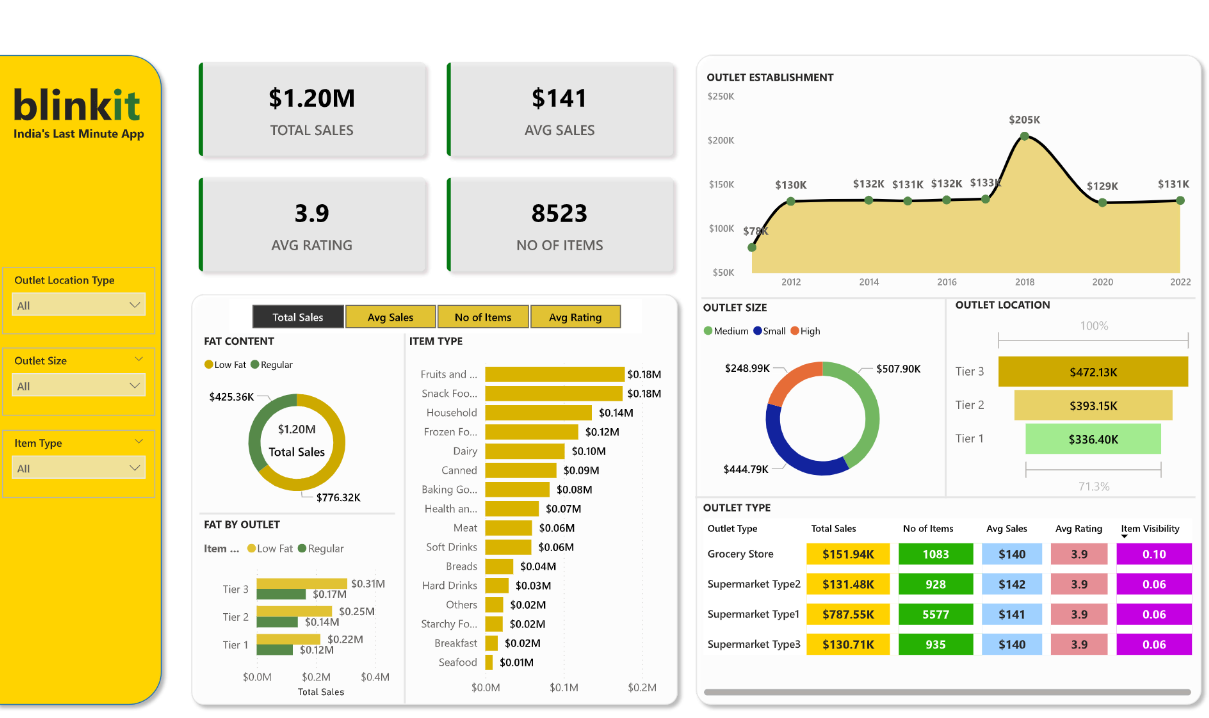 blinkit
India's Last Minute App
Outlet Location Type
All
Outlet Size
All
Item Type
All
$1.20M
TOTAL SALES
$141
AVG SALES
3.9
AVG RATING
8523
NO OF ITEMS
Total Sales Avg Sales No of Items Avg Rating
FAT CONTENT
Low Fat Regular
$425.36K
$1.20M
Total Sales
$776.32K
FAT BY OUTLET
Item ... Low Fat Regular
Tier 3 $0.31M
$0.17M
Tier 2 $0.25M
$0.14M
Tier 1 $0.22M
$0.12M
$0.0M $0.2M $0.4M
Total Sales
ITEM TYPE
Fruits and ... $0.18M
Snack Foo... $0.18M
Household $0.14M
Frozen Fo... $0.12M
Dairy $0.10M
Canned $0.09M
Baking Go... $0.08M
Health an... $0.07M
Meat $0.06M
Soft Drinks $0.06M
Breads $0.04M
Hard Drinks $0.03M
Others $0.02M
Starchy Fo... $0.02M
Breakfast $0.02M
Seafood $0.01M
$0.0M $0.1M $0.2M
OUTLET ESTABLISHMENT
$250K
$200K
$150K
$100K
$50K
$78K $130K $132K $131K $132K $133K $205K $129K $131K
2012 2014 2016 2018 2020 2022
OUTLET SIZE
Medium Small High
$248.99K
$507.90K
$444.79K
OUTLET LOCATION
100%
Tier 3 $472.13K
Tier 2 $393.15K
Tier 1 $336.40K
71.3%
OUTLET TYPE
Outlet Type Total Sales No of Items Avg Sales Avg Rating Item Visibility
Grocery Store $151.94K 1083 $140 3.9 0.10
Supermarket Type2 $131.48K 928 $142 3.9 0.06
Supermarket Type1 $787.55K 5577 $141 3.9 0.06
Supermarket Type3 $130.71K 935 $140 3.9 0.06